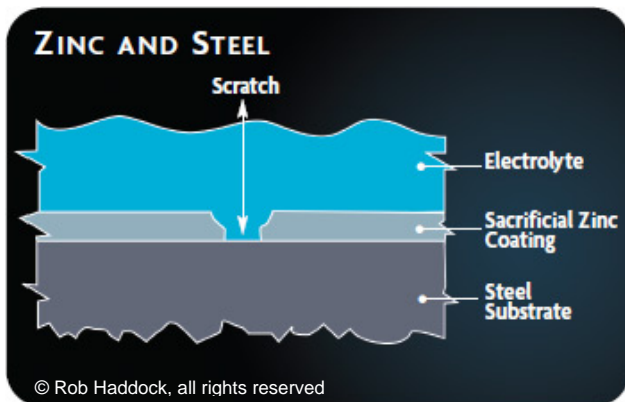 ZINC AND STEEL
Scratch
Electrolyte
Sacrificial Zinc
Coating
Steel
Substrate
© Rob Haddock, all rights reserved